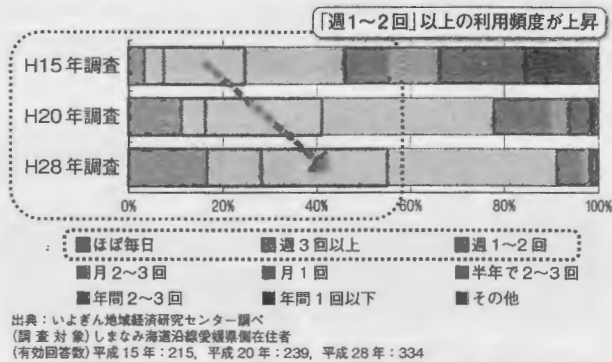 「週1～2回」以上の利用頻度が上昇
H15年調査
H20年調査
H28年調査
0% 20% 40% 60% 80% 100%
ほぼ毎日 週3回以上 週1～2回
月2～3回 月1回 半年で2～3回
年間2～3回 年間1回以下 その他
出典：いよぎん地域経済研究センター調べ
(調査対象)しまなみ海道沿線愛媛県側在住者
(有効回答数)平成15年：215，平成20年：239，平成28年：334